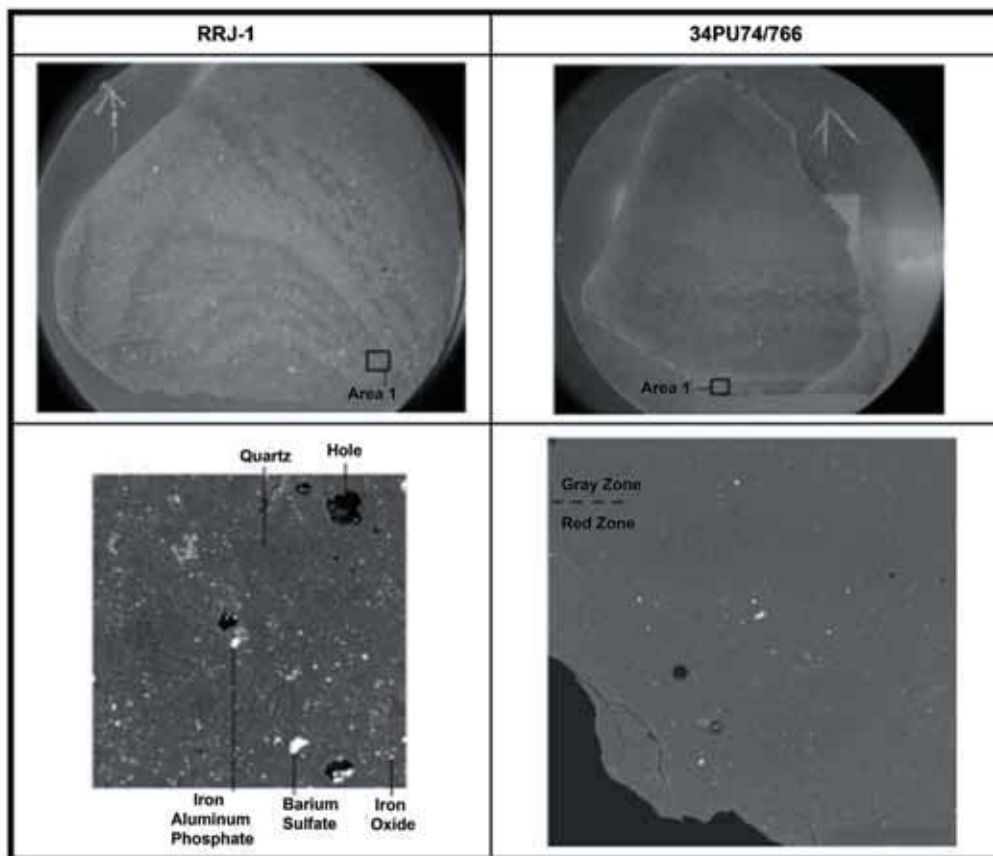 RRJ-1
34PU74/766
Area 1
Area 1
Quartz
Hole
Gray Zone
Red Zone
Iron
Aluminum
Phosphate
Barium
Sulfate
Iron
Oxide